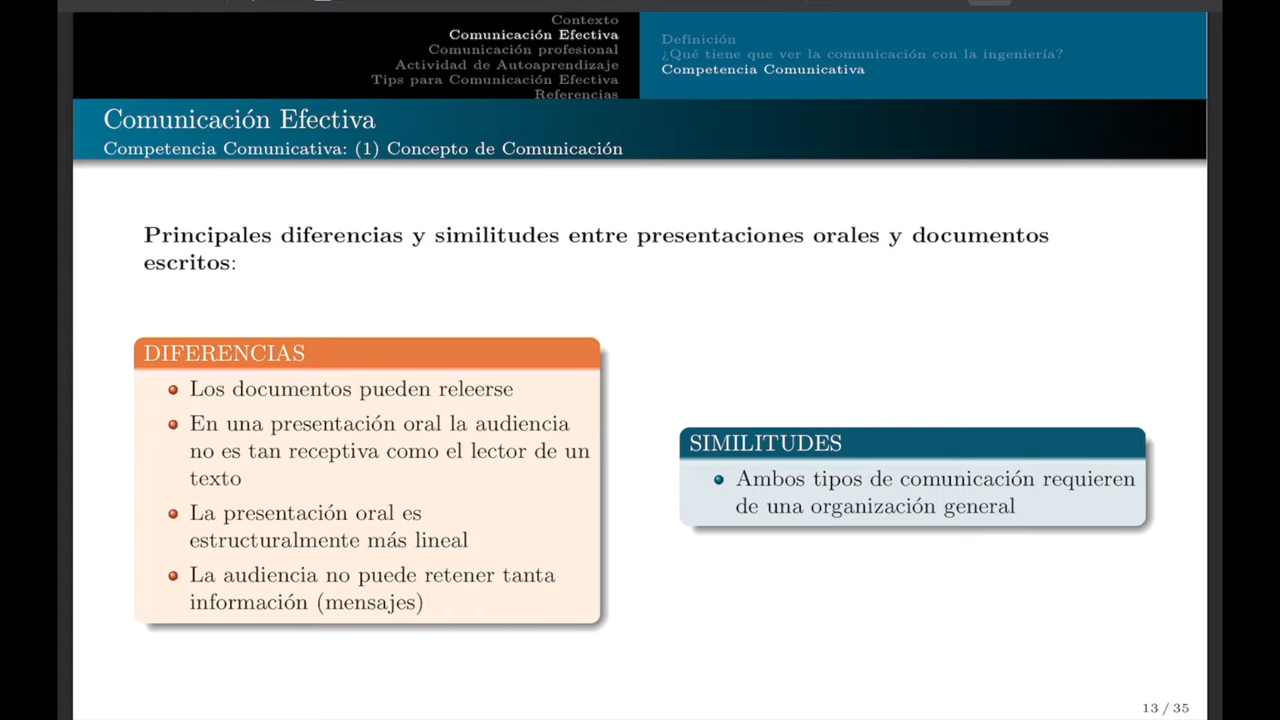 Contexto
Comunicación Efectiva
Comunicación profesional
Actividad de Autoaprendizaje
Tips para Comunicación Efectiva
Referencias
Definición
¿Qué tiene que ver la comunicación con la ingeniería?
Competencia Comunicativa
Comunicación Efectiva
Competencia Comunicativa: (1) Concepto de Comunicación
Principales diferencias y similitudes entre presentaciones orales y documentos
escritos:
DIFERENCIAS
Los documentos pueden releerse
En una presentación oral la audiencia
no es tan receptiva como el lector de un
texto
La presentación oral es
estructuralmente más lineal
La audiencia no puede retener tanta
información (mensajes)
SIMILITUDES
Ambos tipos de comunicación requieren
de una organización general
13 / 35